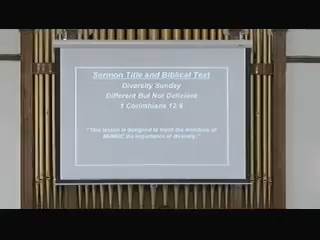 Sermon Title and Biblical Text
Diversity Sunday
Different But Not Deficient
1 Corinthians 12:
"This lesson is designed to teach the members of
the importance of diversity."